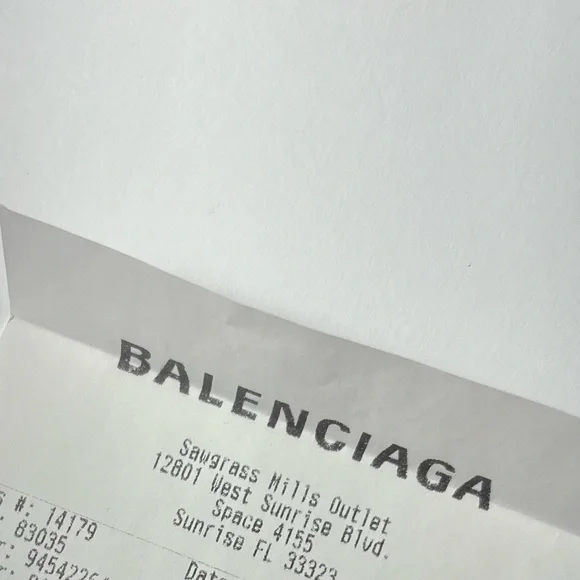 BALENCIAGA
Sawgrass Mills Outlet
12801 West Sunrise Blvd.
Space 4155
Sunrise FL 33323
#: 14179
: 83035
Date